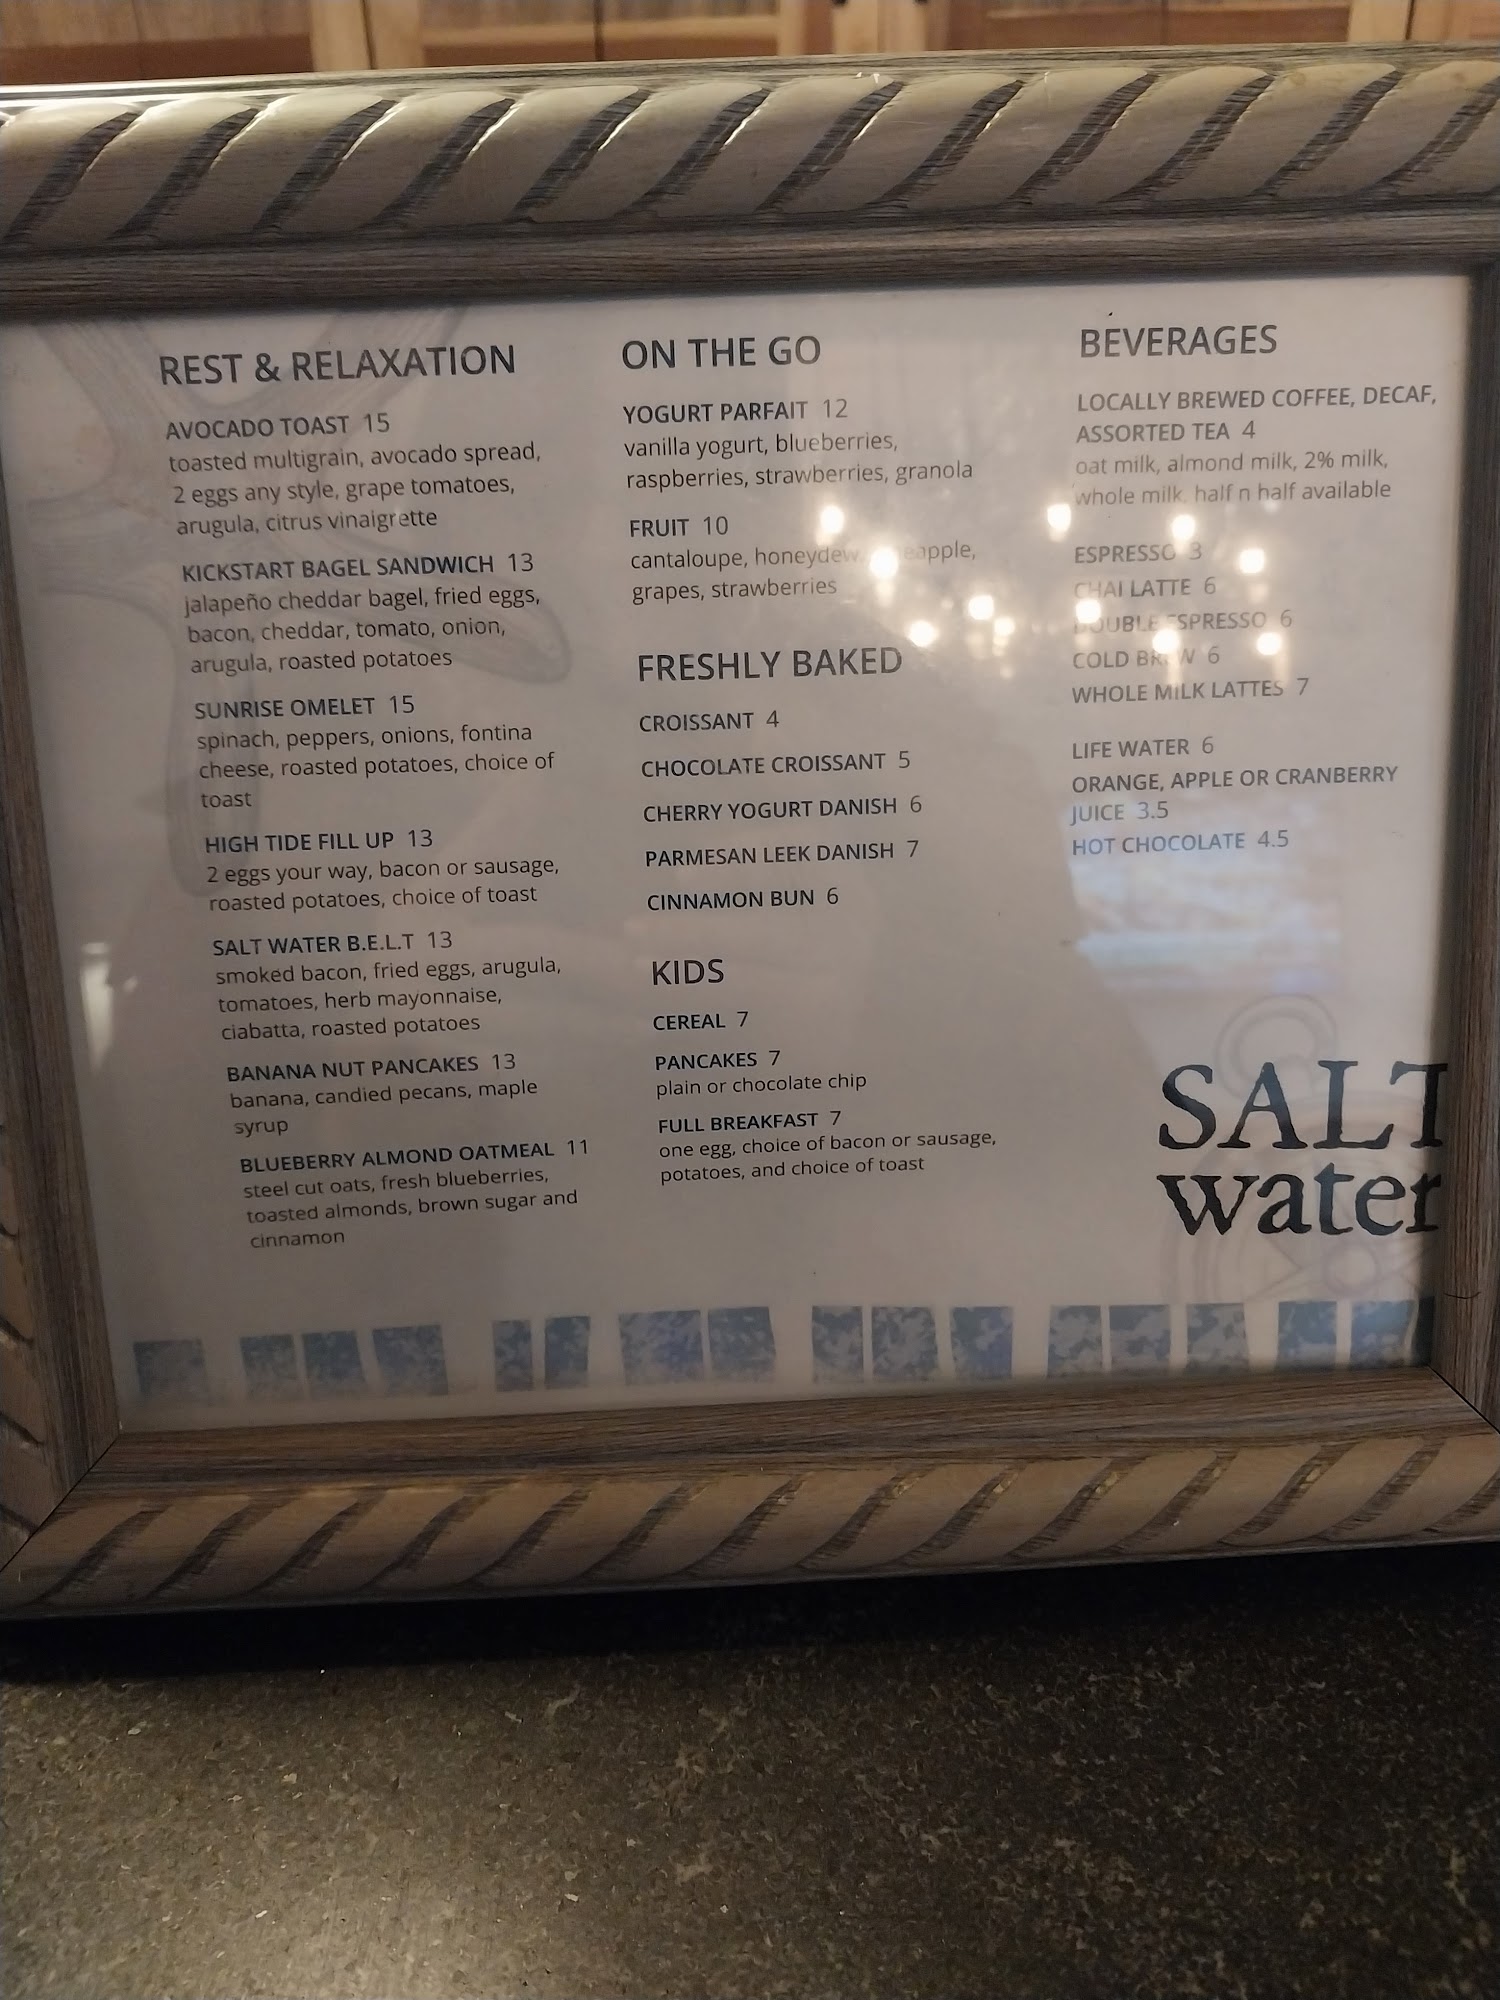 REST & RELAXATION
AVOCADO TOAST 15
toasted multigrain, avocado spread,
2 eggs any style, grape tomatoes,
arugula, citrus vinaigrette
KICKSTART BAGEL SANDWICH 13
jalapeño cheddar bagel, fried eggs,
bacon, cheddar, tomato, onion,
arugula, roasted potatoes
SUNRISE OMELET 15
spinach, peppers, onions, fontina
cheese, roasted potatoes, choice of
toast
HIGH TIDE FILL UP 13
2 eggs your way, bacon or sausage,
roasted potatoes, choice of toast
SALT WATER B.E.L.T 13
smoked bacon, fried eggs, arugula,
tomatoes, herb mayonnaise,
ciabatta, roasted potatoes
BANANA NUT PANCAKES 13
banana, candied pecans, maple
syrup
BLUEBERRY ALMOND OATMEAL 11
steel cut oats, fresh blueberries,
toasted almonds, brown sugar and
cinnamon
ON THE GO
YOGURT PARFAIT 12
vanilla yogurt, blueberries,
raspberries, strawberries, granola
FRUIT 10
cantaloupe, honeydew,
grapes, strawberries
FRESHLY BAKED
CROISSANT 4
CHOCOLATE CROISSANT 5
CHERRY YOGURT DANISH 6
PARMESAN LEEK DANISH 7
CINNAMON BUN 6
KIDS
CEREAL 7
PANCAKES 7
plain or chocolate chip
FULL BREAKFAST 7
one egg, choice of bacon or sausage,
potatoes, and choice of toast
BEVERAGES
LOCALLY BREWED COFFEE, DECAF,
ASSORTED TEA 4
oat milk, almond milk, 2% milk,
whole milk, half n half available
ESPRESSO 3
CHAI LATTE 6
DOUBLE ESPRESSO 6
COLD BREW 6
WHOLE MILK LATTES 7
LIFE WATER 6
ORANGE, APPLE OR CRANBERRY
JUICE 3.5
HOT CHOCOLATE 4.5
SALT
water